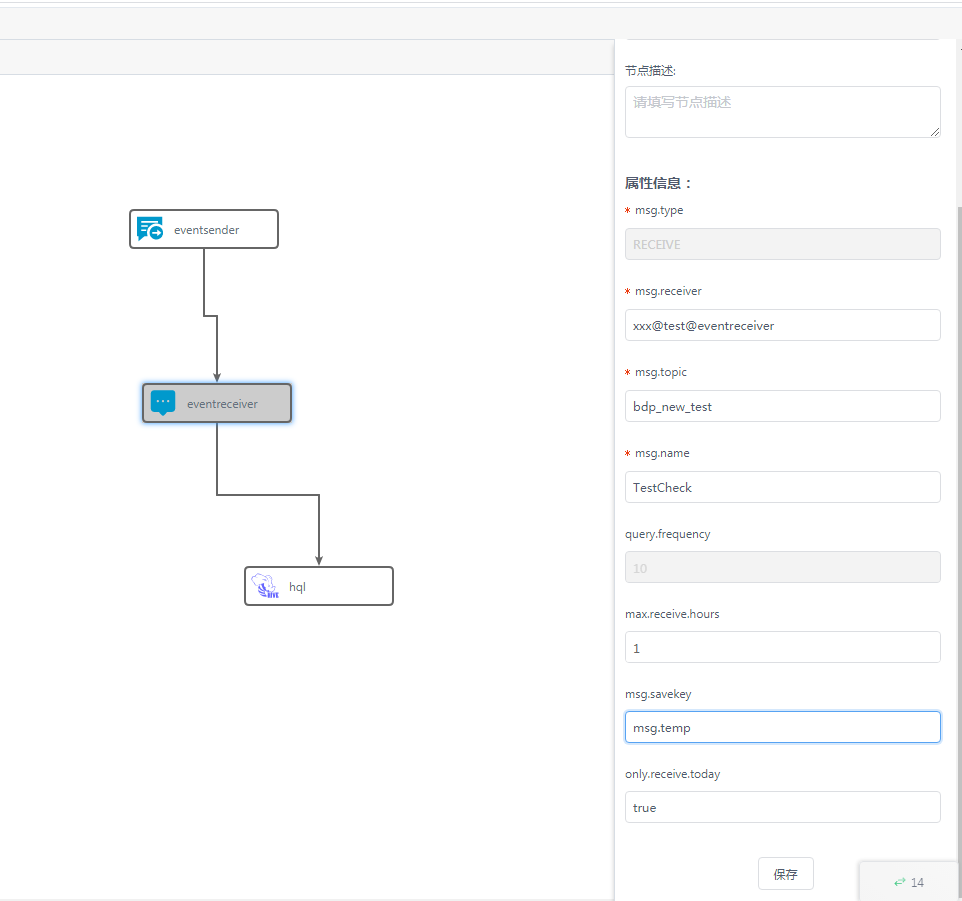 节点描述:
请填写节点描述
属性信息：
* msg.type
RECEIVE
* msg.receiver
xxx@test@eventreceiver
* msg.topic
bdp_new_test
* msg.name
TestCheck
query.frequency
10
max.receive.hours
1
msg.savekey
msg.temp
only.receive.today
true
保存
14
eventsender
eventreceiver
HIVE
hql